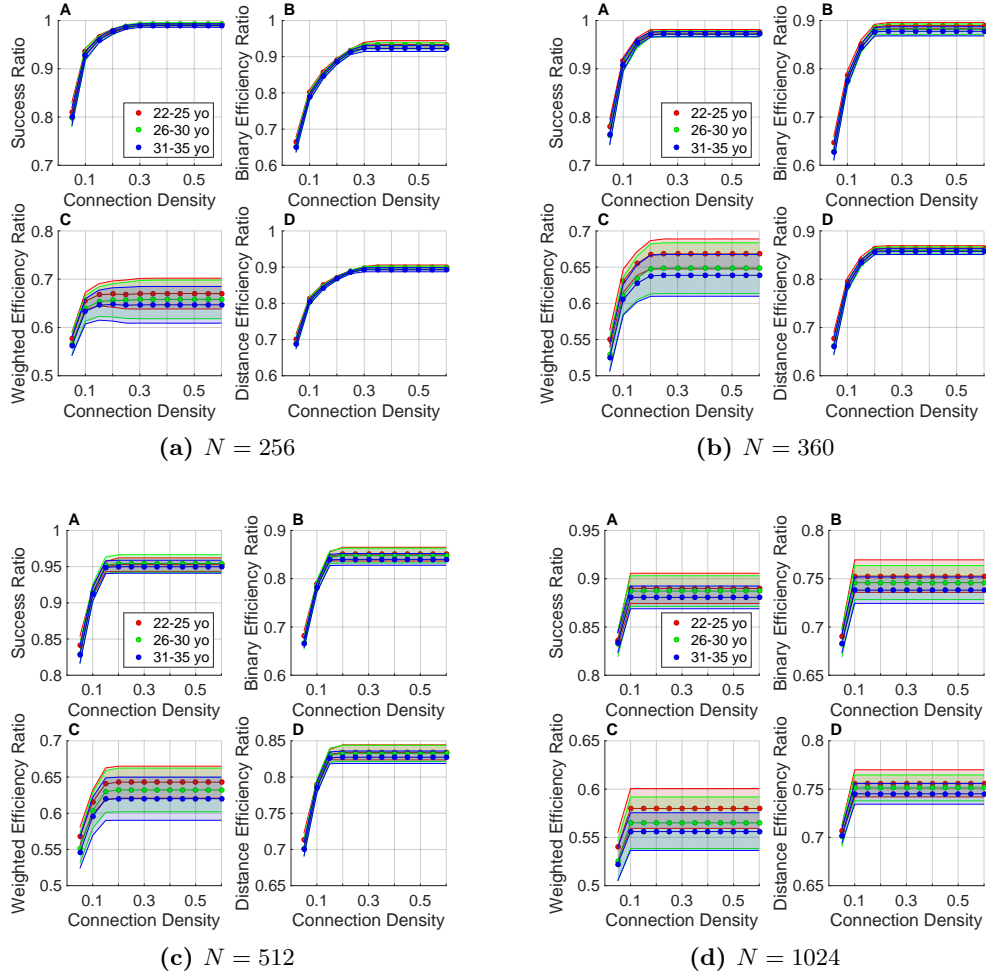 A
Success Ratio
1
0.9
0.8
0.7
0.1 0.3 0.5
Connection Density
22-25 yo
26-30 yo
31-35 yo
B
Binary Efficiency Ratio
1
0.9
0.8
0.7
0.6
0.1 0.3 0.5
Connection Density
C
Weighted Efficiency Ratio
0.8
0.7
0.6
0.5
0.1 0.3 0.5
Connection Density
D
Distance Efficiency Ratio
1
0.9
0.8
0.7
0.6
0.1 0.3 0.5
Connection Density
(a) N = 256
A
Success Ratio
1
0.9
0.8
0.7
0.1 0.3 0.5
Connection Density
22-25 yo
26-30 yo
31-35 yo
B
Binary Efficiency Ratio
0.9
0.8
0.7
0.6
0.1 0.3 0.5
Connection Density
C
Weighted Efficiency Ratio
0.7
0.65
0.6
0.55
0.5
0.1 0.3 0.5
Connection Density
D
Distance Efficiency Ratio
1
0.9
0.8
0.7
0.6
0.1 0.3 0.5
Connection Density
(b) N = 360
A
Success Ratio
1
0.95
0.9
0.85
0.8
0.1 0.3 0.5
Connection Density
22-25 yo
26-30 yo
31-35 yo
B
Binary Efficiency Ratio
0.9
0.8
0.7
0.6
0.1 0.3 0.5
Connection Density
C
Weighted Efficiency Ratio
0.7
0.65
0.6
0.55
0.5
0.1 0.3 0.5
Connection Density
D
Distance Efficiency Ratio
0.85
0.8
0.75
0.7
0.65
0.1 0.3 0.5
Connection Density
(c) N = 512
A
Success Ratio
0.95
0.9
0.85
0.8
0.1 0.3 0.5
Connection Density
22-25 yo
26-30 yo
31-35 yo
B
Binary Efficiency Ratio
0.8
0.75
0.7
0.65
0.1 0.3 0.5
Connection Density
C
Weighted Efficiency Ratio
0.65
0.6
0.55
0.5
0.1 0.3 0.5
Connection Density
D
Distance Efficiency Ratio
0.8
0.75
0.7
0.65
0.1 0.3 0.5
Connection Density
(d) N = 1024